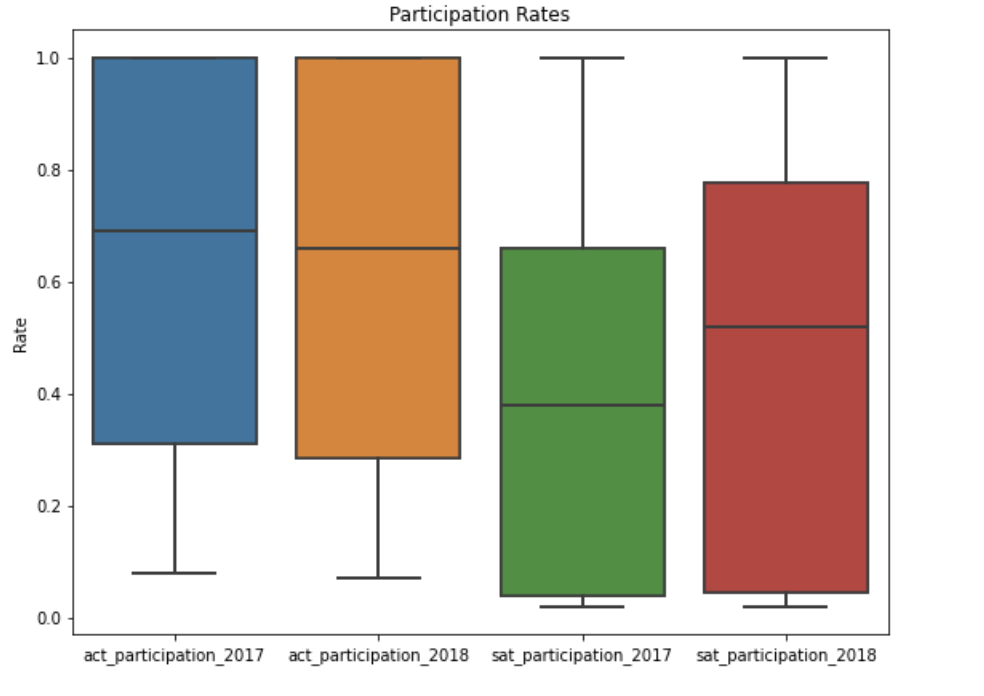 Participation Rates
1.0
0.8
0.6
0.4
0.2
0.0
Rate
act_participation_2017
act_participation_2018
sat_participation_2017
sat_participation_2018